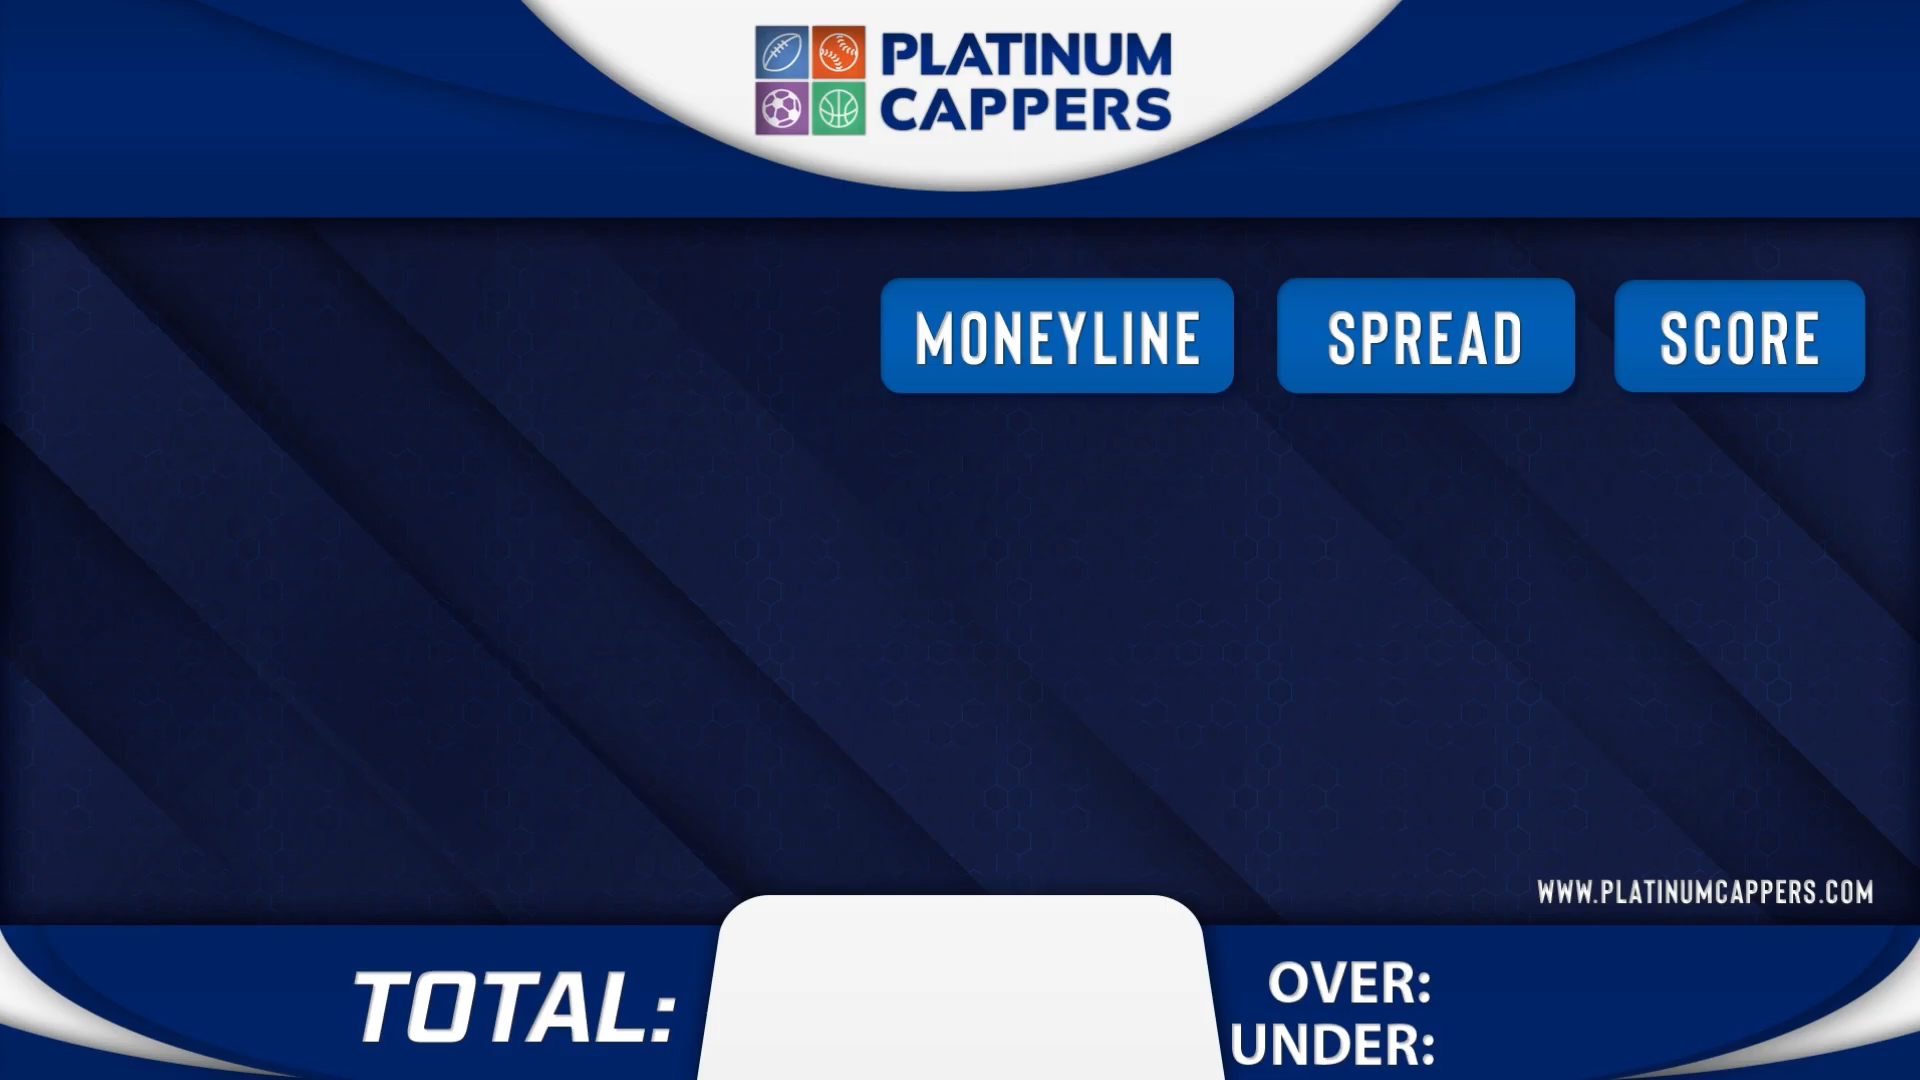 PLATINUM
CAPPERS
MONEYLINE SPREAD SCORE
WWW.PLATINUMCAPPERS.COM
TOTAL:
OVER:
UNDER: